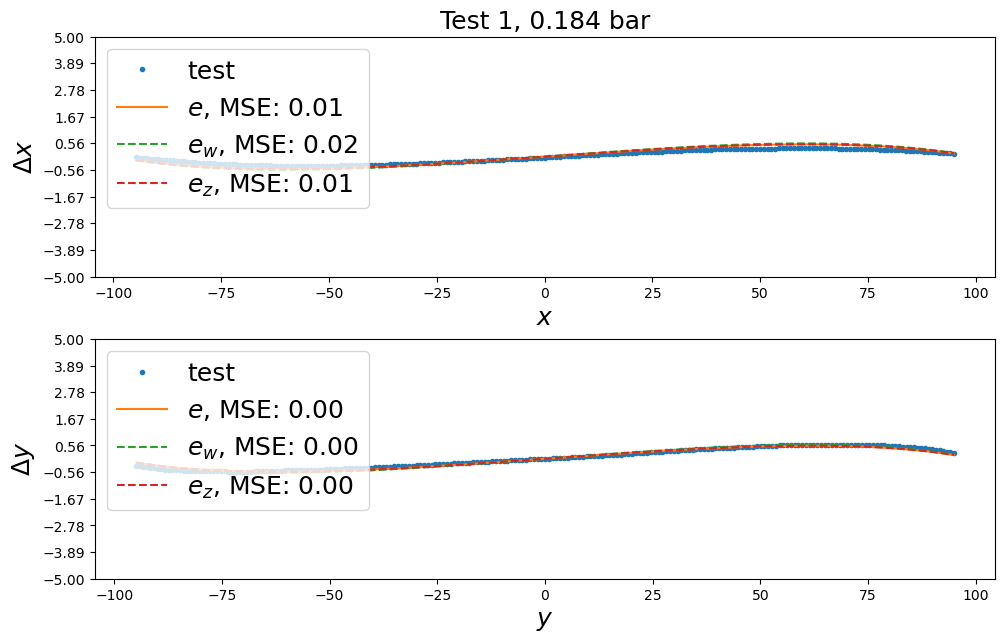 Test 1, 0.184 bar
5.00
3.89
2.78
1.67
0.56
−0.56
−1.67
−2.78
−3.89
−5.00
Δx
test
e, MSE: 0.01
e_w, MSE: 0.02
e_z, MSE: 0.01
−100 −75 −50 −25 0 25 50 75 100
x
5.00
3.89
2.78
1.67
0.56
−0.56
−1.67
−2.78
−3.89
−5.00
Δy
test
e, MSE: 0.00
e_w, MSE: 0.00
e_z, MSE: 0.00
−100 −75 −50 −25 0 25 50 75 100
y